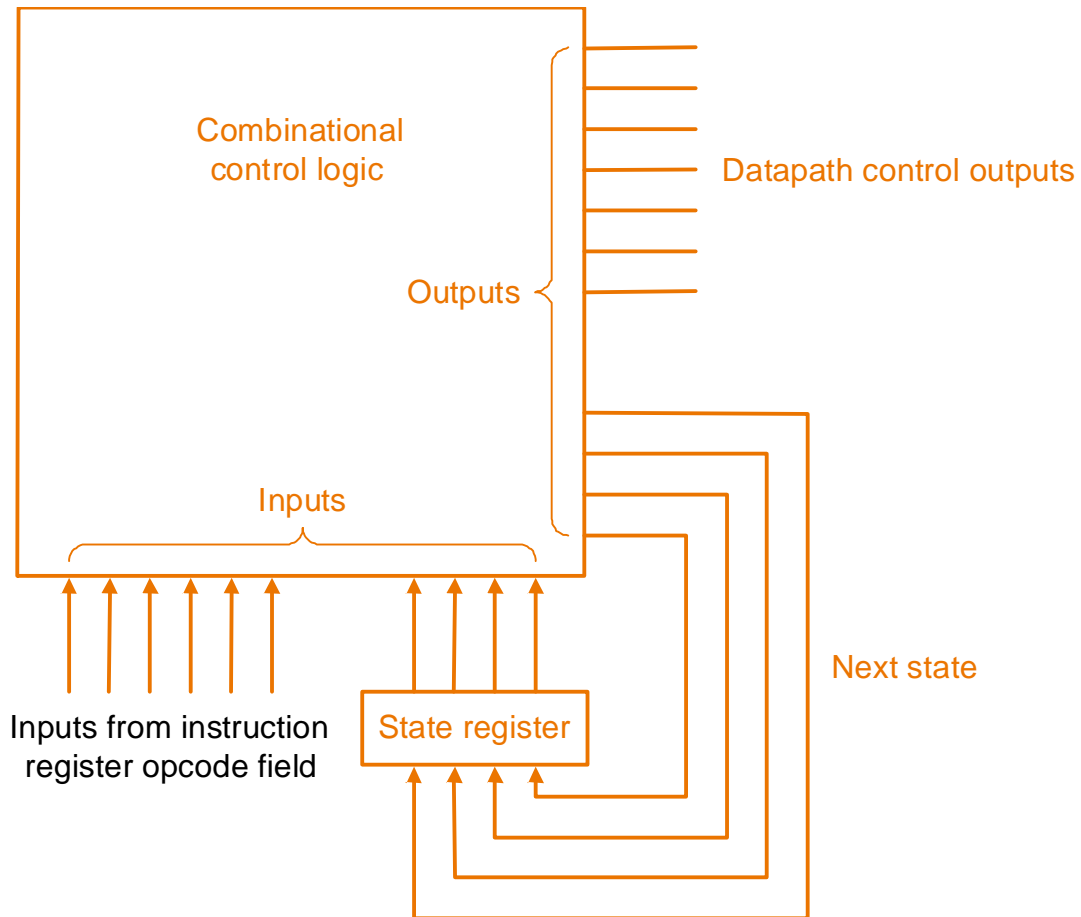 Combinational
control logic
Datapath control outputs
Outputs
Inputs
Next state
Inputs from instruction
register opcode field
State register